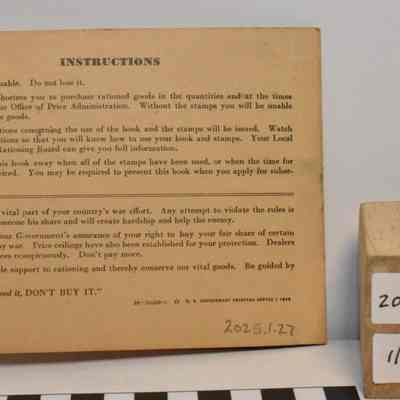 INSTRUCTIONS
uable. Do not lose it.
horizes you to purchase rationed goods in the quantities and at the times
e Office of Price Administration. Without the stamps you will be unable
e goods.
tions concerning the use of the book and the stamps will be issued. Watch
tions so that you will know how to use your book and stamps. Your Local
Rationing Board can give you full information.
his book away when all of the stamps have been used, or when the time for
pired. You may be required to present this book when you apply for subse-
vital part of your country's war effort. Any attempt to violate the rules is
omeone his share and will create hardship and help the enemy.
our Government's assurance of your right to buy your fair share of certain
by war. Price ceilings have also been established for your protection. Dealers
ces conspicuously. Don't pay more.
ole support to rationing and thereby conserve our vital goods. Be guided by
eed it, DON'T BUY IT."
U. S. GOVERNMENT PRINTING OFFICE : 1943
2025.1.27
20
11/